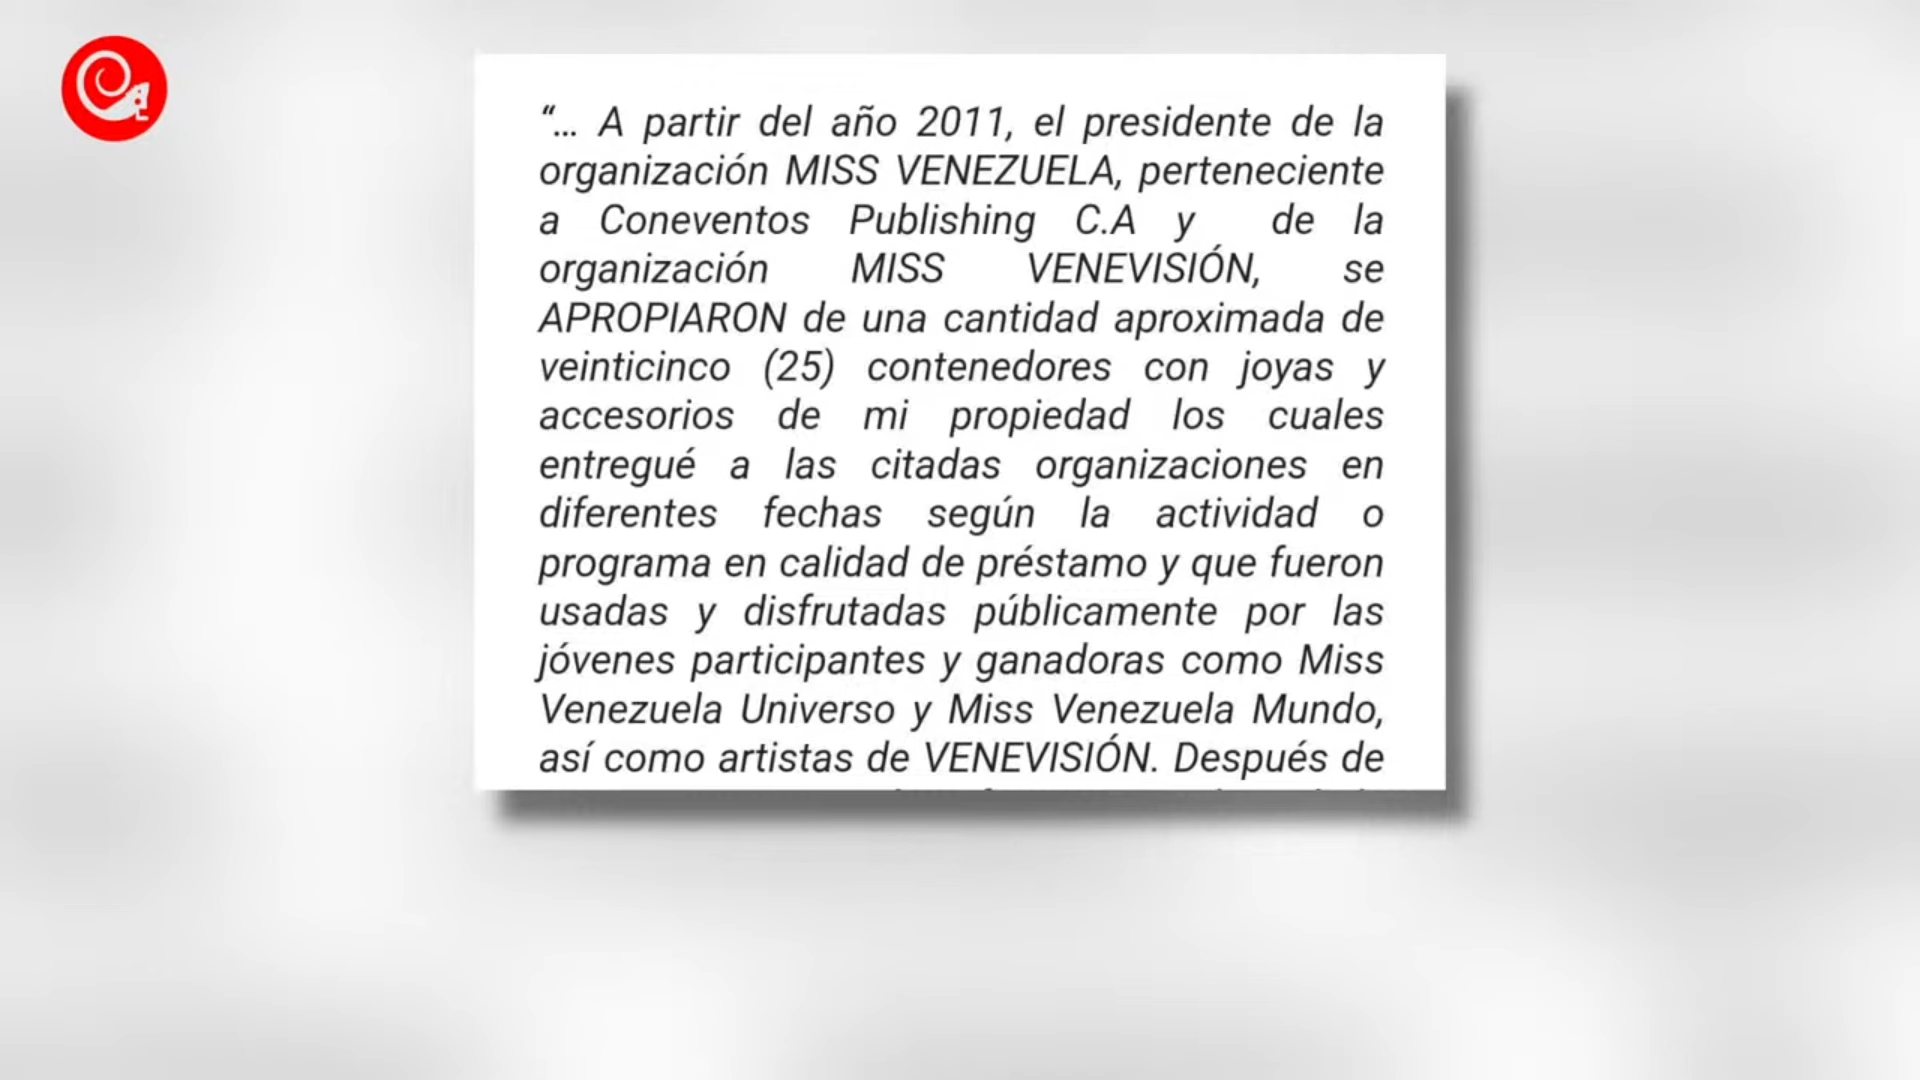 “... A partir del año 2011, el presidente de la
organización MISS VENEZUELA, perteneciente
a Coneventos Publishing C.A y de la
organización MISS VENEVISIÓN, se
APROPIARON de una cantidad aproximada de
veinticinco (25) contenedores con joyas y
accesorios de mi propiedad los cuales
entregué a las citadas organizaciones en
diferentes fechas según la actividad o
programa en calidad de préstamo y que fueron
usadas y disfrutadas públicamente por las
jóvenes participantes y ganadoras como Miss
Venezuela Universo y Miss Venezuela Mundo,
así como artistas de VENEVISIÓN. Después de